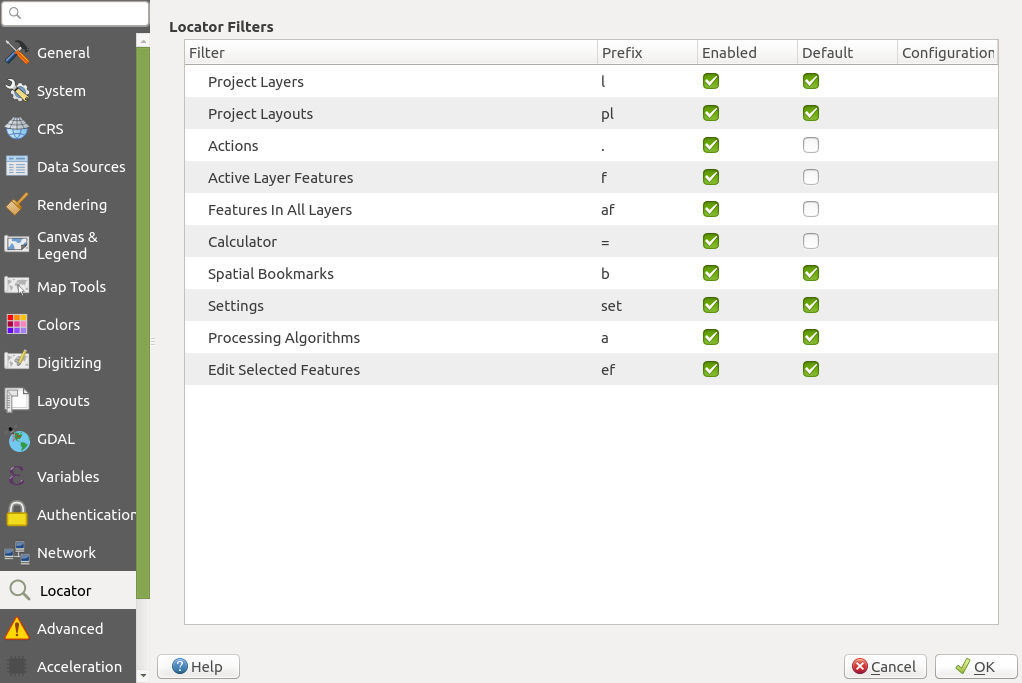 General
System
CRS
Data Sources
Rendering
Canvas &
Legend
Map Tools
Colors
Digitizing
Layouts
GDAL
Variables
Authentication
Network
Locator
Advanced
Acceleration
Locator Filters
Filter Prefix Enabled Default Configuration
Project Layers l
Project Layouts pl
Actions .
Active Layer Features f
Features In All Layers af
Calculator =
Spatial Bookmarks b
Settings set
Processing Algorithms a
Edit Selected Features ef
Help Cancel OK